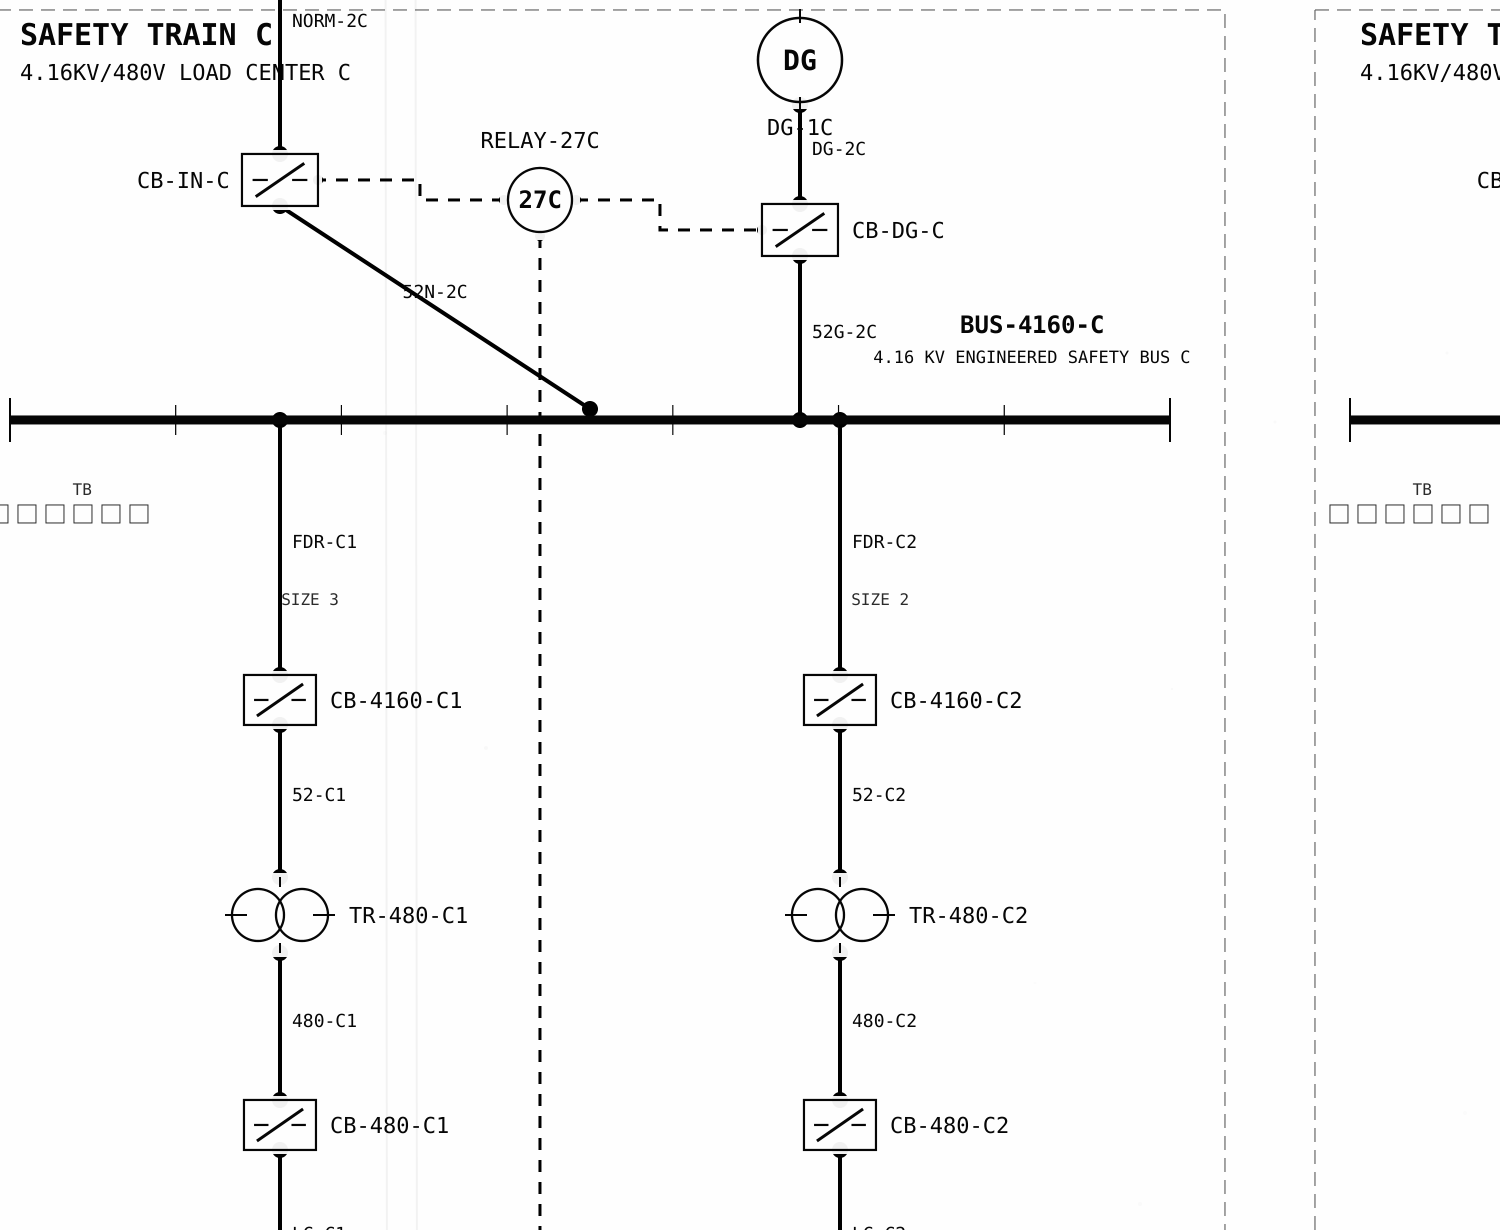 NORM-2C
SAFETY TRAIN C
4.16KV/480V LOAD CENTER C
DG
DG-1C
DG-2C
RELAY-27C
CB-IN-C
27C
CB-DG-C
52N-2C
52G-2C
BUS-4160-C
4.16 KV ENGINEERED SAFETY BUS C
TB
FDR-C1
SIZE 3
FDR-C2
SIZE 2
CB-4160-C1
CB-4160-C2
52-C1
52-C2
TR-480-C1
TR-480-C2
480-C1
480-C2
CB-480-C1
CB-480-C2
SAFETY T
4.16KV/480V
CB
TB